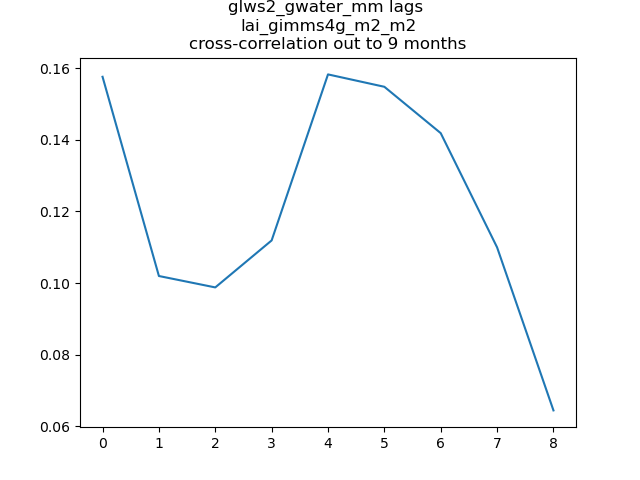 glws2_gwater_mm lags
lai_gimms4g_m2_m2
cross-correlation out to 9 months
0.16
0.14
0.12
0.10
0.08
0.06
0 1 2 3 4 5 6 7 8